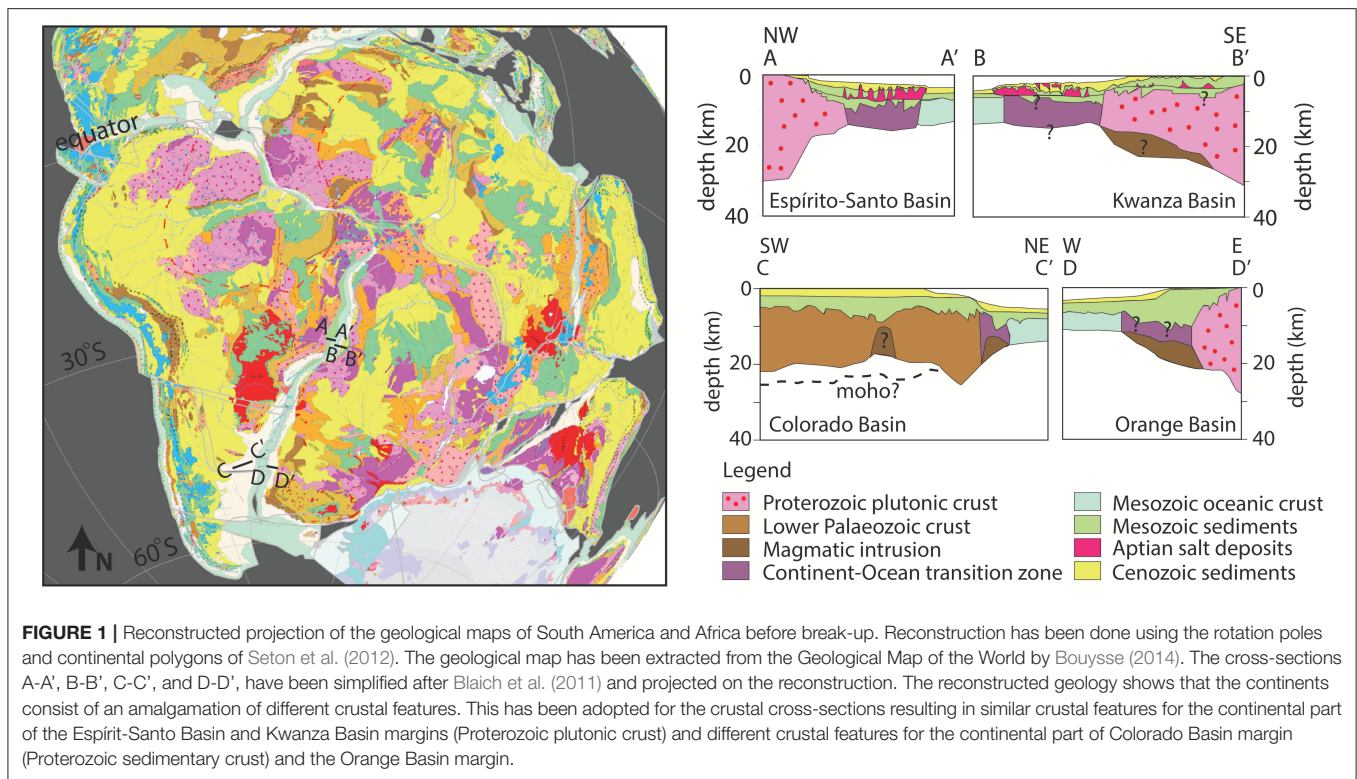 equator
30°S
60°S
N
A A'
B B'
C C'
D D'
NW SE
A A' B B'
0 0
20 20
40 40
depth (km) depth (km)
? ? ? ?
Espírito-Santo Basin Kwanza Basin
SW NE W E
C C' D D'
0 0
20 20
40 40
depth (km) depth (km)
? ? ?
moho?
Colorado Basin Orange Basin
Legend
Proterozoic plutonic crust
Lower Palaeozoic crust
Magmatic intrusion
Continent-Ocean transition zone
Mesozoic oceanic crust
Mesozoic sediments
Aptian salt deposits
Cenozoic sediments
FIGURE 1 | Reconstructed projection of the geological maps of South America and Africa before break-up. Reconstruction has been done using the rotation poles
and continental polygons of Seton et al. (2012). The geological map has been extracted from the Geological Map of the World by Bouysse (2014). The cross-sections
A-A', B-B', C-C', and D-D', have been simplified after Blaich et al. (2011) and projected on the reconstruction. The reconstructed geology shows that the continents
consist of an amalgamation of different crustal features. This has been adopted for the crustal cross-sections resulting in similar crustal features for the continental part
of the Espírit-Santo Basin and Kwanza Basin margins (Proterozoic plutonic crust) and different crustal features for the continental part of Colorado Basin margin
(Proterozoic sedimentary crust) and the Orange Basin margin.